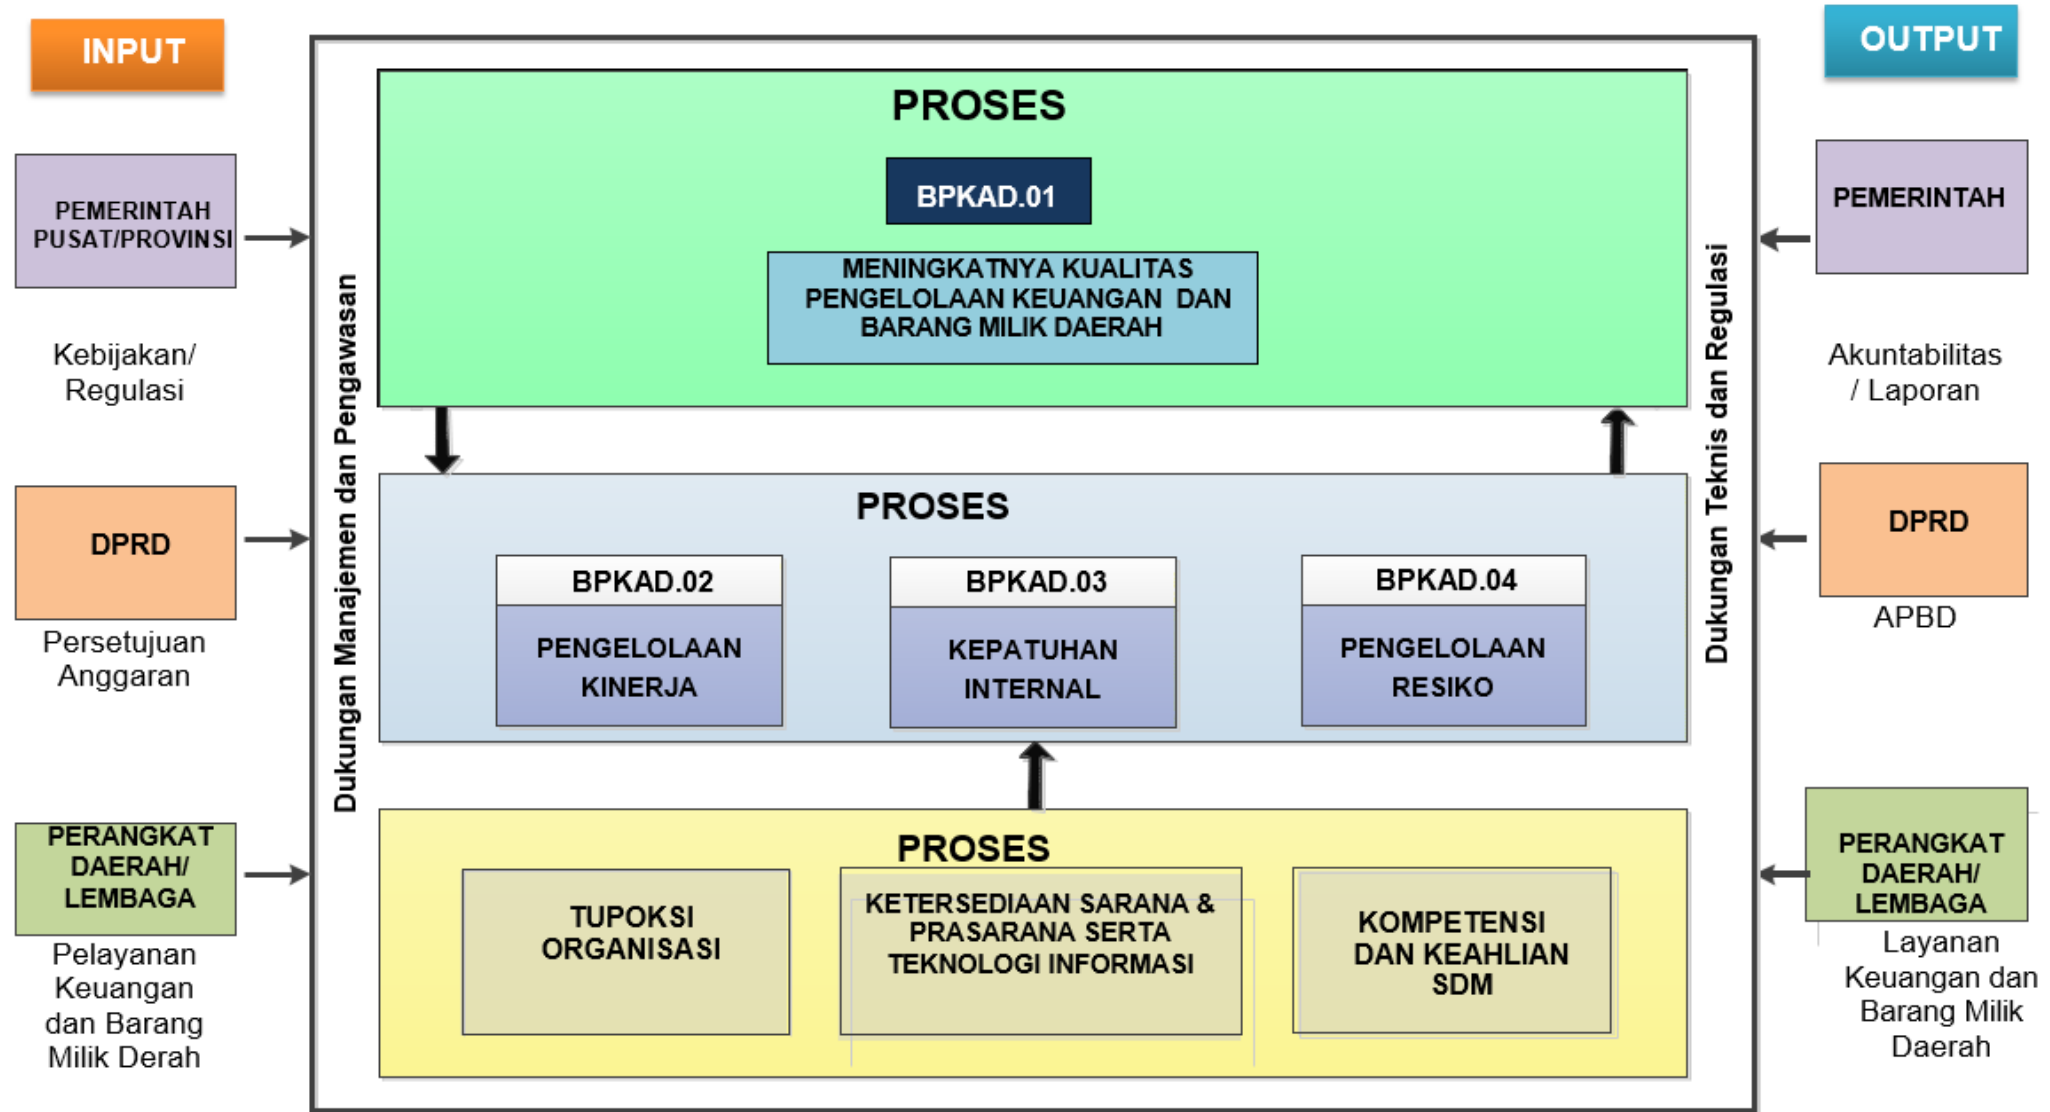 INPUT
PEMERINTAH
PUSAT/PROVINSI
Kebijakan/
Regulasi
DPRD
Persetujuan
Anggaran
PERANGKAT
DAERAH/
LEMBAGA
Pelayanan
Keuangan
dan Barang
Milik Derah
Dukungan Manajemen dan Pengawasan
PROSES
BPKAD.01
MENINGKATNYA KUALITAS
PENGELOLAAN KEUANGAN DAN
BARANG MILIK DAERAH
PROSES
BPKAD.02
PENGELOLAAN
KINERJA
BPKAD.03
KEPATUHAN
INTERNAL
BPKAD.04
PENGELOLAAN
RESIKO
PROSES
TUPOKSI
ORGANISASI
KETERSEDIAAN SARANA &
PRASARANA SERTA
TEKNOLOGI INFORMASI
KOMPETENSI
DAN KEAHLIAN
SDM
Dukungan Teknis dan Regulasi
OUTPUT
PEMERINTAH
Akuntabilitas
/ Laporan
DPRD
APBD
PERANGKAT
DAERAH/
LEMBAGA
Layanan
Keuangan dan
Barang Milik
Daerah